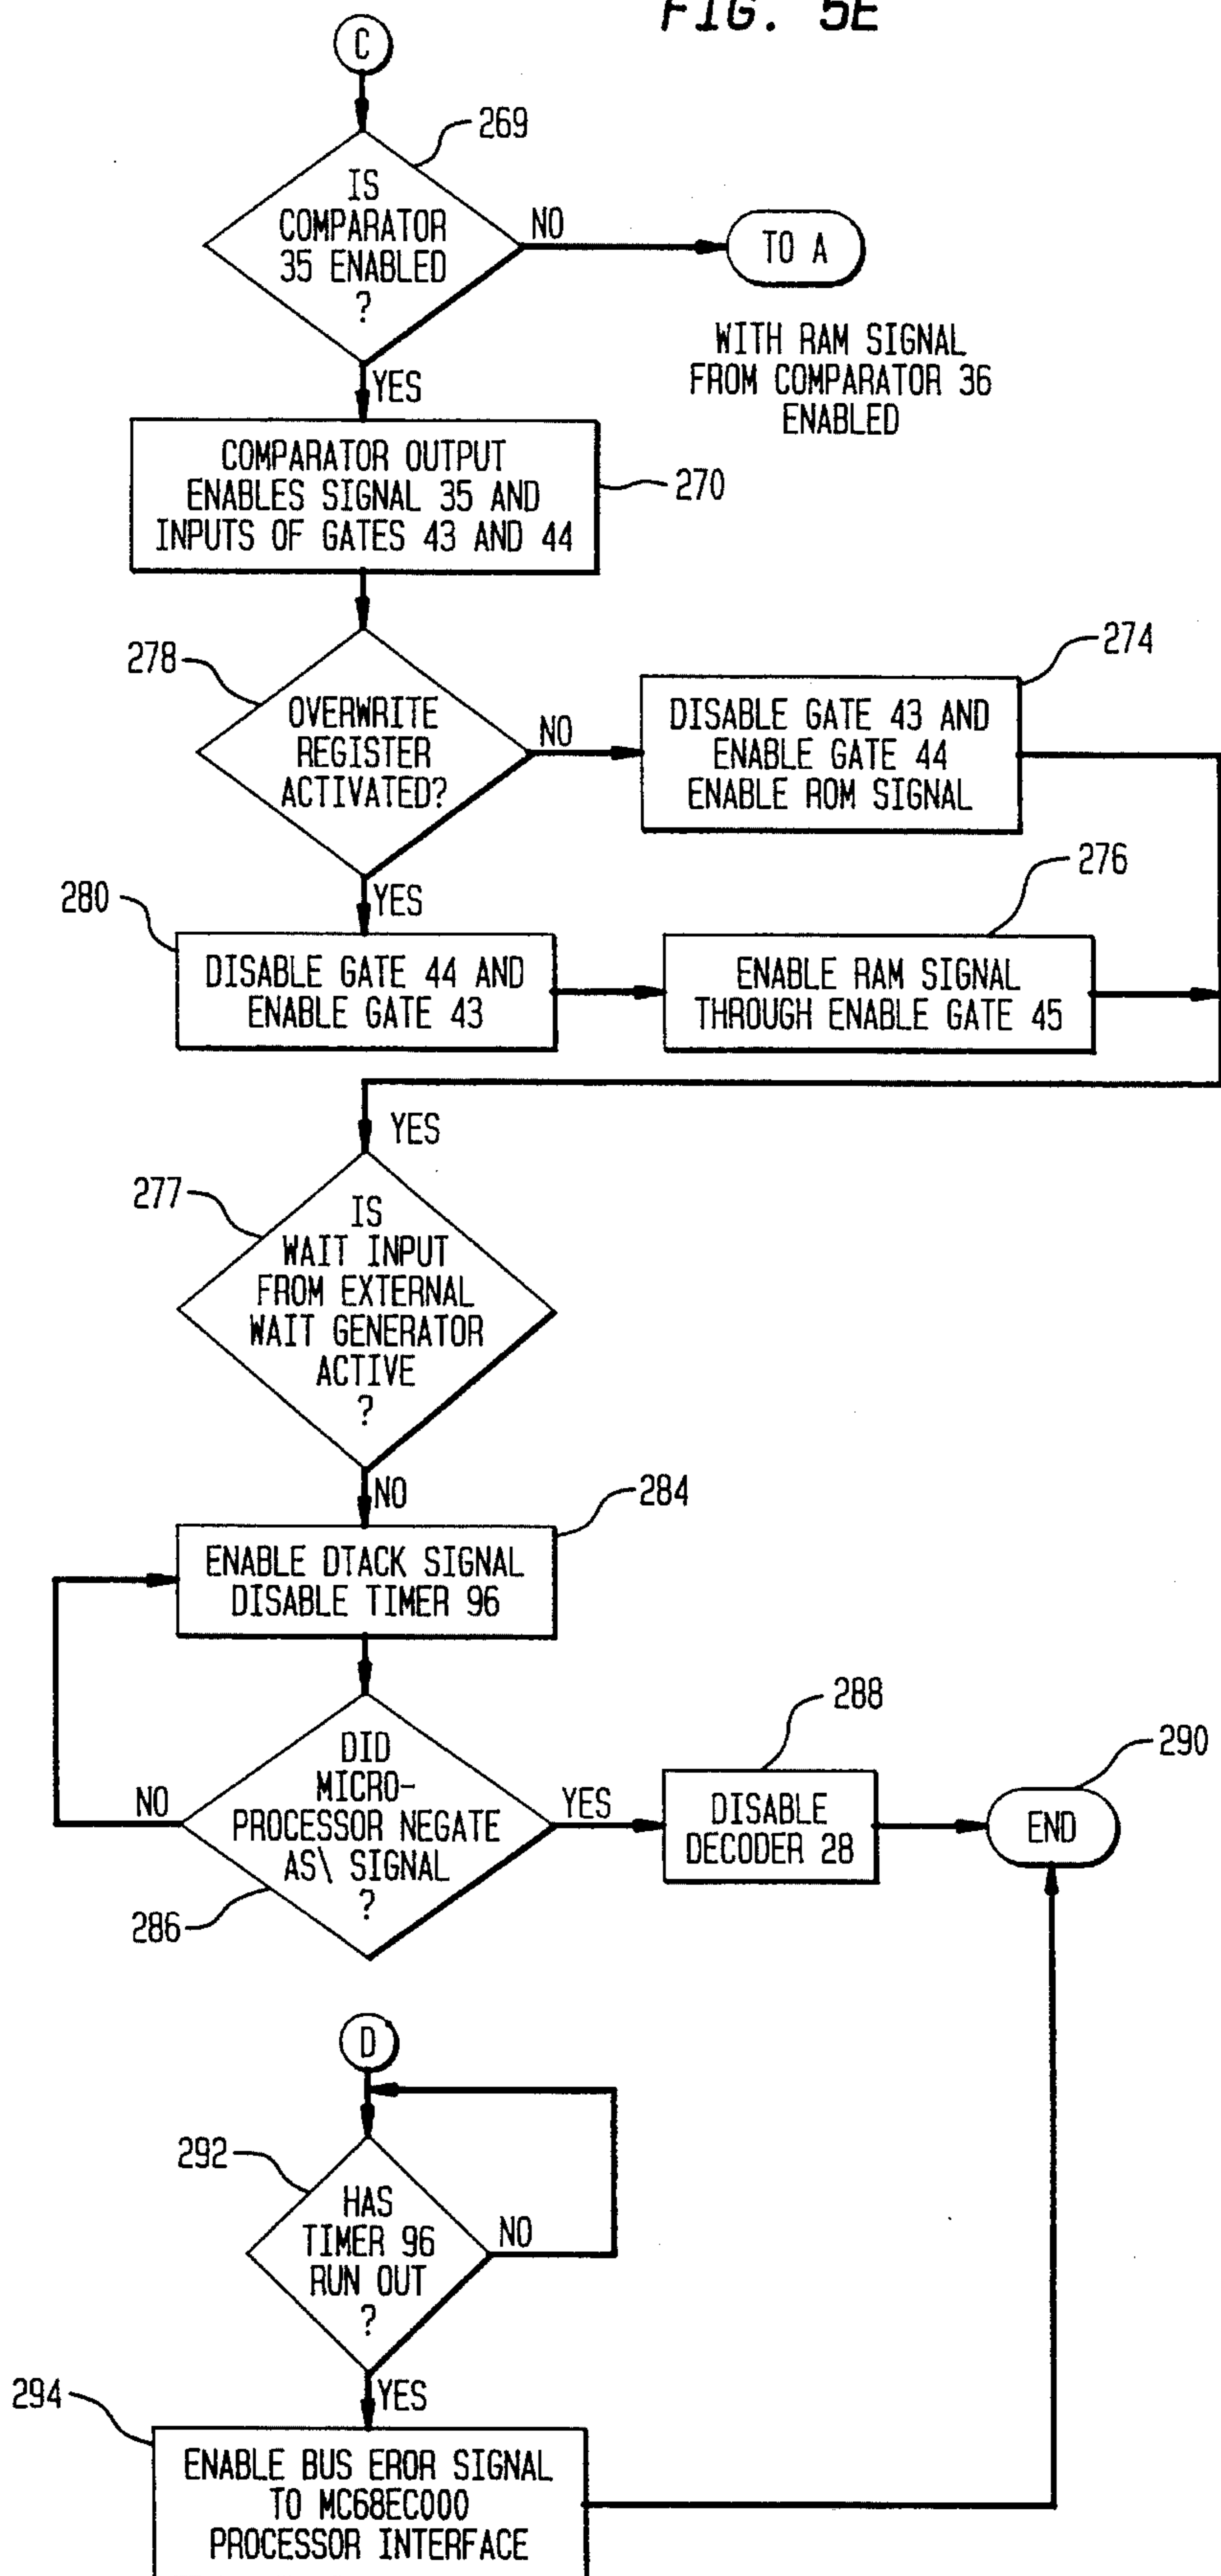 FIG. 5E
C
269
IS
COMPARATOR
35 ENABLED
?
NO
TO A
WITH RAM SIGNAL
FROM COMPARATOR 36
ENABLED
YES
COMPARATOR OUTPUT
ENABLES SIGNAL 35 AND
INPUTS OF GATES 43 AND 44
270
278
OVERWRITE
REGISTER
ACTIVATED?
NO
274
DISABLE GATE 43 AND
ENABLE GATE 44
ENABLE ROM SIGNAL
YES
280
DISABLE GATE 44 AND
ENABLE GATE 43
276
ENABLE RAM SIGNAL
THROUGH ENABLE GATE 45
YES
277
IS
WAIT INPUT
FROM EXTERNAL
WAIT GENERATOR
ACTIVE
?
NO
284
ENABLE DTACK SIGNAL
DISABLE TIMER 96
NO
DID
MICRO-
PROCESSOR NEGATE
AS\ SIGNAL
?
286
YES
288
DISABLE
DECODER 28
290
END
D
292
HAS
TIMER 96
RUN OUT
?
NO
YES
294
ENABLE BUS EROR SIGNAL
TO MC68EC000
PROCESSOR INTERFACE